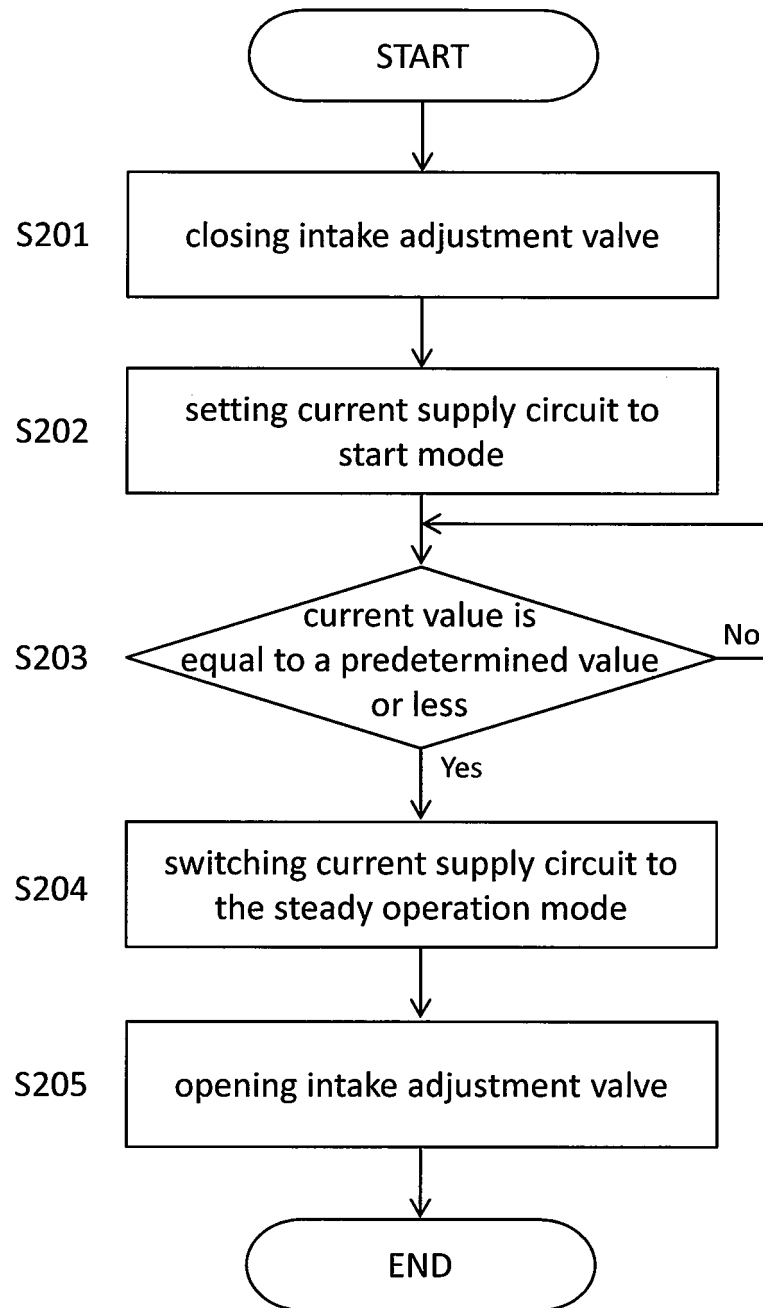 START
S201
closing intake adjustment valve
S202
setting current supply circuit to
start mode
S203
current value is
equal to a predetermined value
or less
No
Yes
S204
switching current supply circuit to
the steady operation mode
S205
opening intake adjustment valve
END